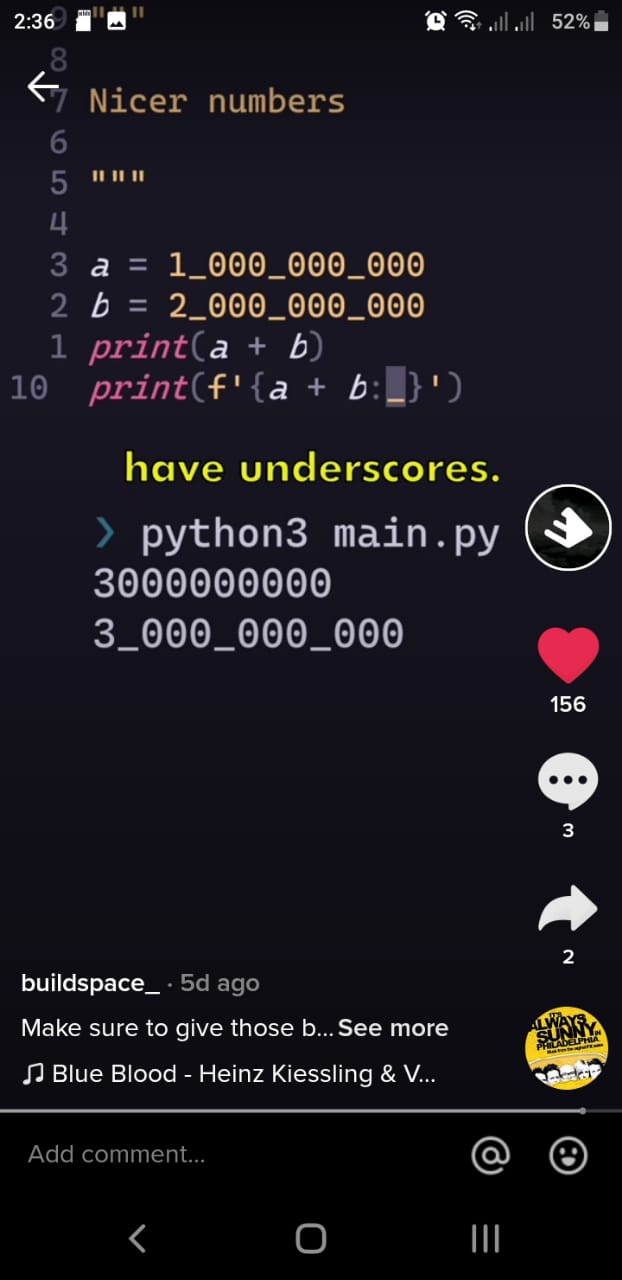 2:36 52%
9 """
8
7 Nicer numbers
6
5 """
4
3 a = 1_000_000_000
2 b = 2_000_000_000
1 print(a + b)
10 print(f'{a + b:_}')
have underscores.
❯ python3 main.py
3000000000
3_000_000_000
156
3
2
buildspace_ · 5d ago
Make sure to give those b... See more
IT'S ALWAYS SUNNY IN PHILADELPHIA
Blue Blood - Heinz Kiessling & V...
Add comment...